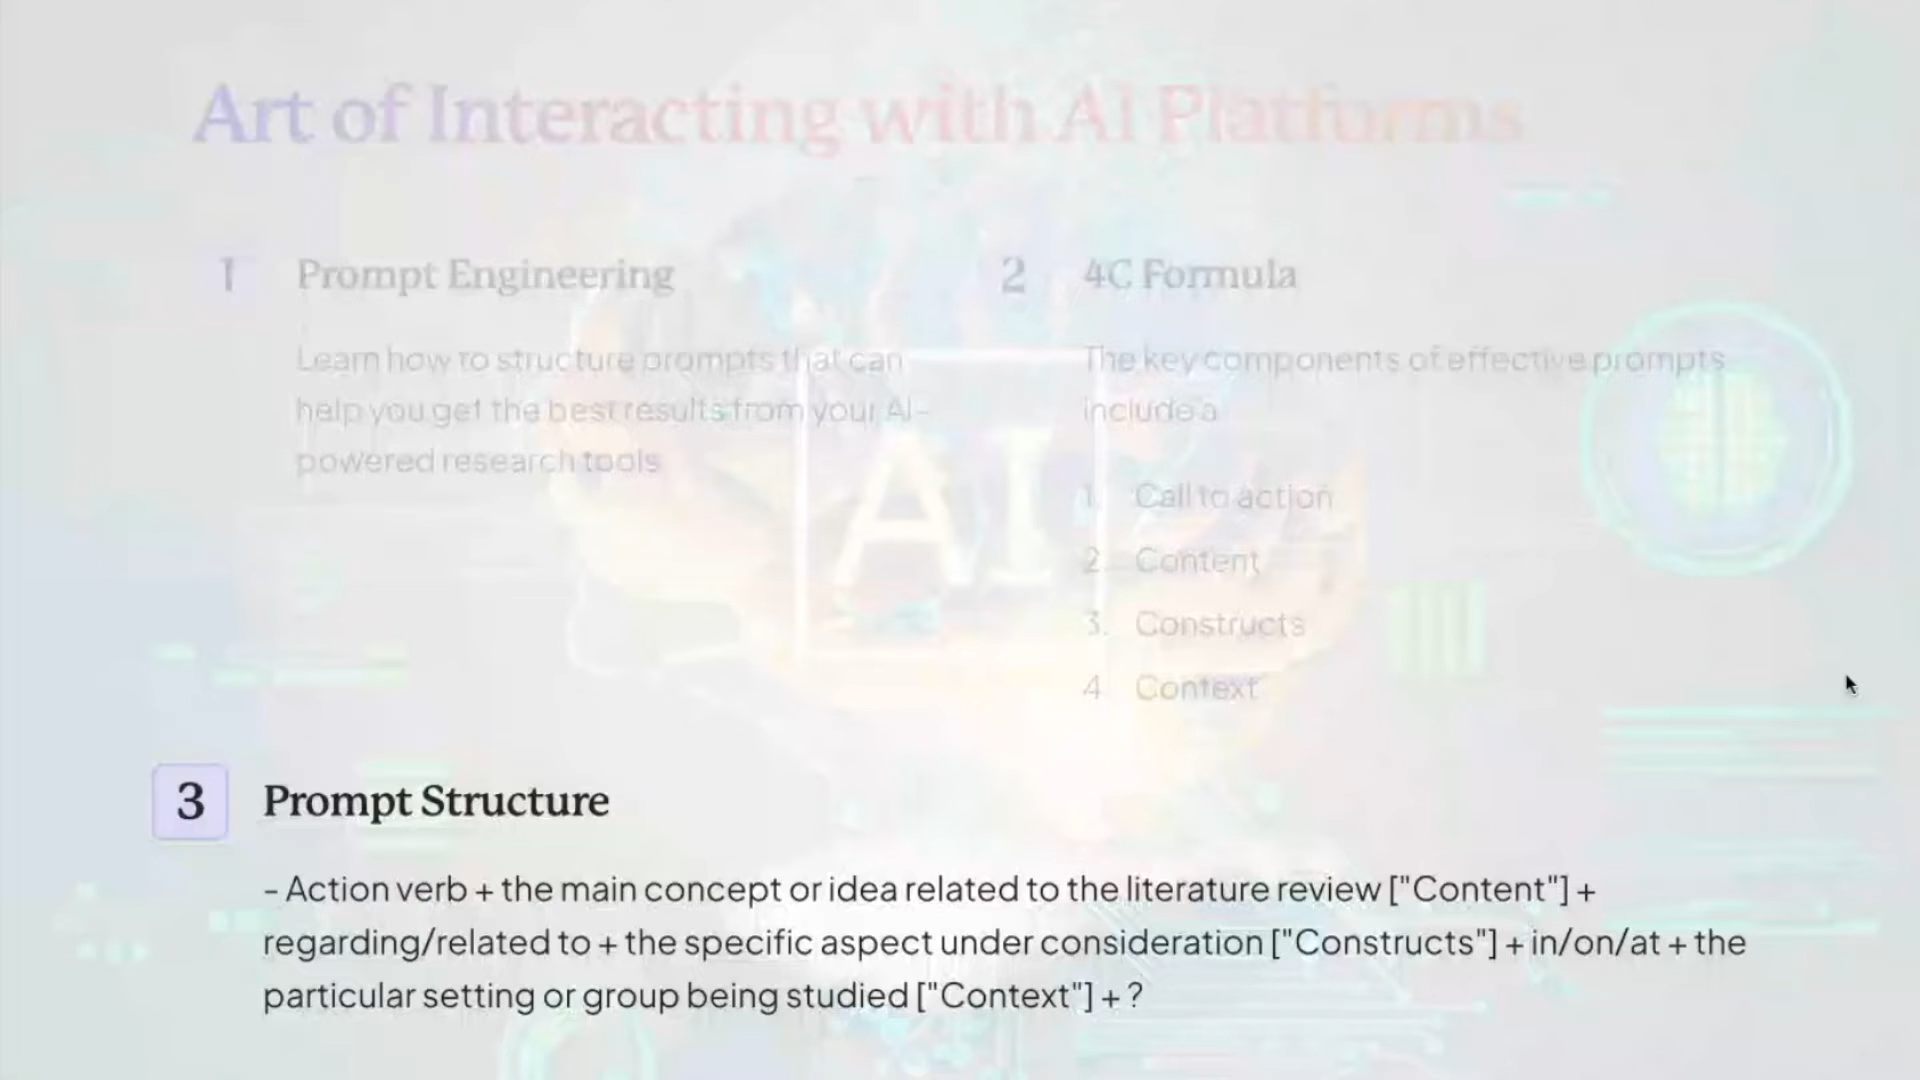 Art of Interacting with AI Platforms
1 Prompt Engineering
Learn how to structure prompts that can
help you get the best results from your AI-
powered research tools
2 4C Formula
The key components of effective prompts
include a
1. Call to action
2. Content
3. Constructs
4. Context
AI
3 Prompt Structure
- Action verb + the main concept or idea related to the literature review ["Content"] +
regarding/related to + the specific aspect under consideration ["Constructs"] + in/on/at + the
particular setting or group being studied ["Context"] + ?